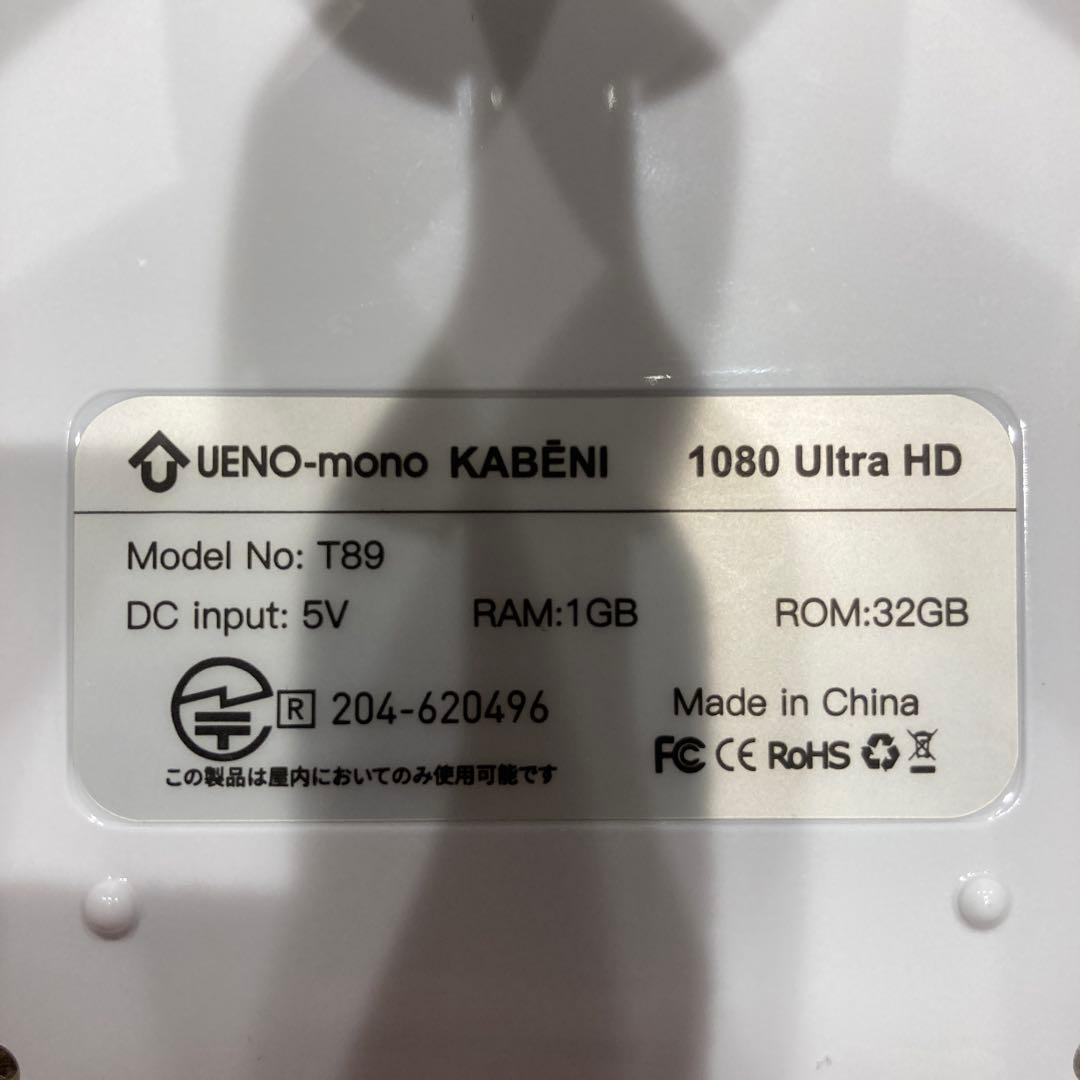 UENO-mono KABĒNI 1080 Ultra HD
Model No: T89
DC input: 5V RAM:1GB ROM:32GB
R 204-620496
この製品は屋内においてのみ使用可能です
Made in China
FC CE RoHS